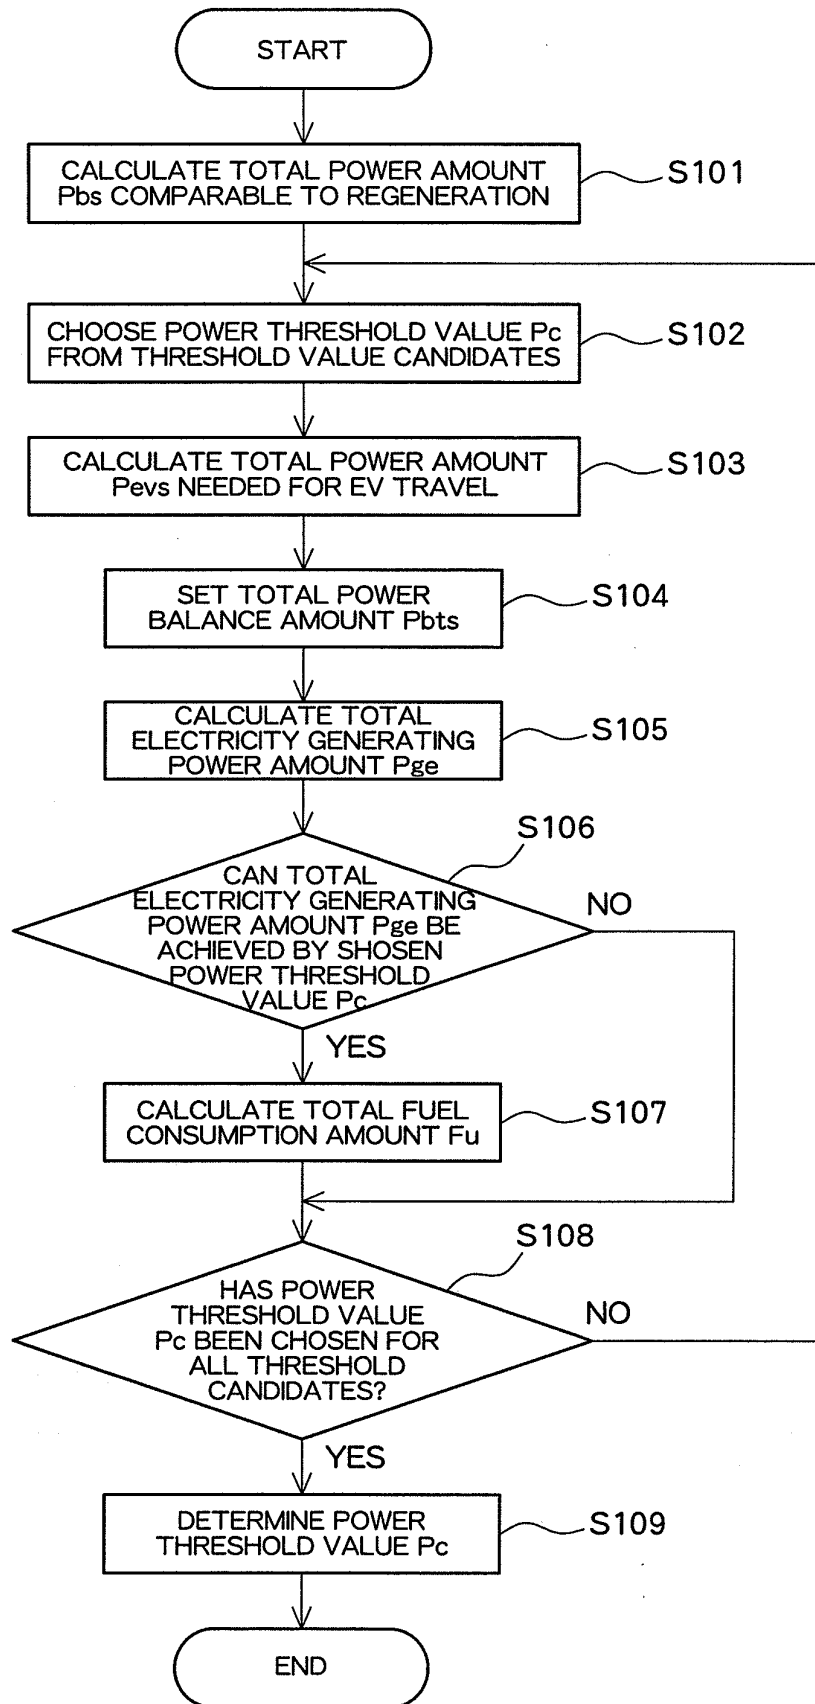 START
CALCULATE TOTAL POWER AMOUNT
Pbs COMPARABLE TO REGENERATION
S101
CHOOSE POWER THRESHOLD VALUE Pc
FROM THRESHOLD VALUE CANDIDATES
S102
CALCULATE TOTAL POWER AMOUNT
Pevs NEEDED FOR EV TRAVEL
S103
SET TOTAL POWER
BALANCE AMOUNT Pbts
S104
CALCULATE TOTAL
ELECTRICITY GENERATING
POWER AMOUNT Pge
S105
S106
CAN TOTAL
ELECTRICITY GENERATING
POWER AMOUNT Pge BE
ACHIEVED BY SHOSEN
POWER THRESHOLD
VALUE Pc
NO
YES
CALCULATE TOTAL FUEL
CONSUMPTION AMOUNT Fu
S107
S108
HAS POWER
THRESHOLD VALUE
Pc BEEN CHOSEN FOR
ALL THRESHOLD
CANDIDATES?
NO
YES
DETERMINE POWER
THRESHOLD VALUE Pc
S109
END